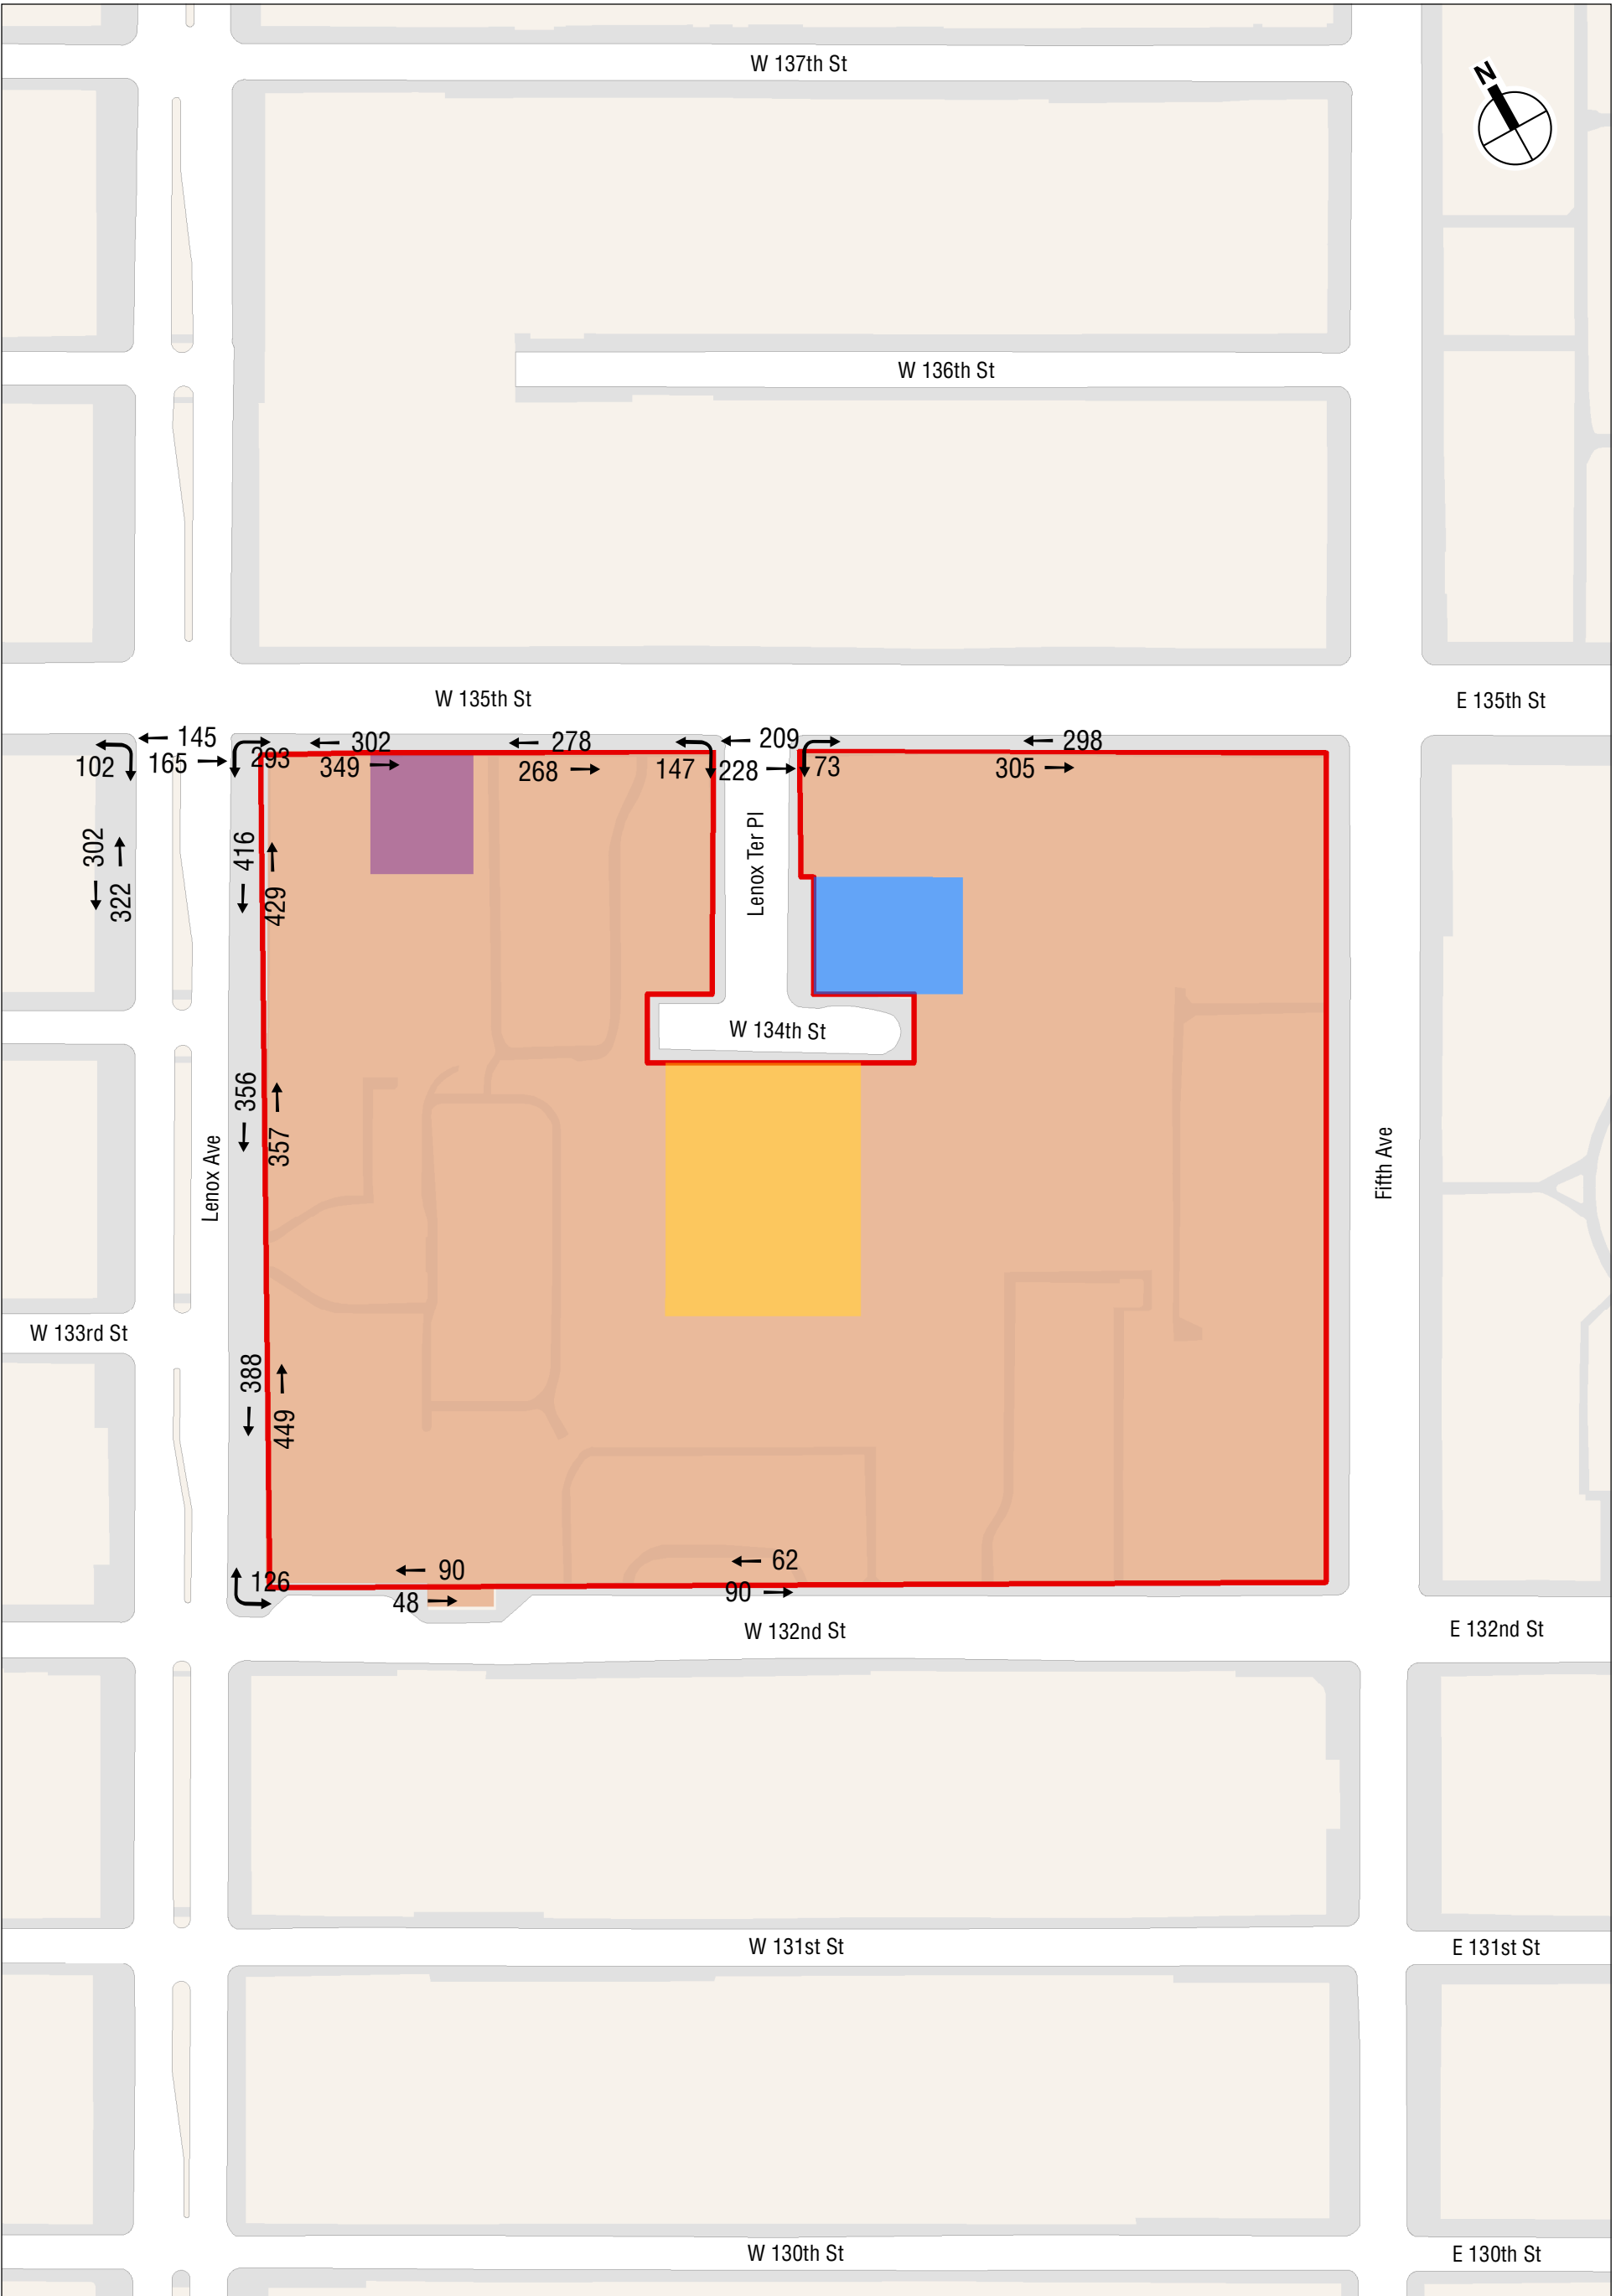 W 137th St
N
W 136th St
W 135th St
E 135th St
145
302
278
209
298
102
165
293
349
268
147
228
73
305
302
322
416
429
Lenox Ter Pl
W 134th St
356
357
Lenox Ave
Fifth Ave
W 133rd St
388
449
126
90
62
48
90
W 132nd St
E 132nd St
W 131st St
E 131st St
W 130th St
E 130th St